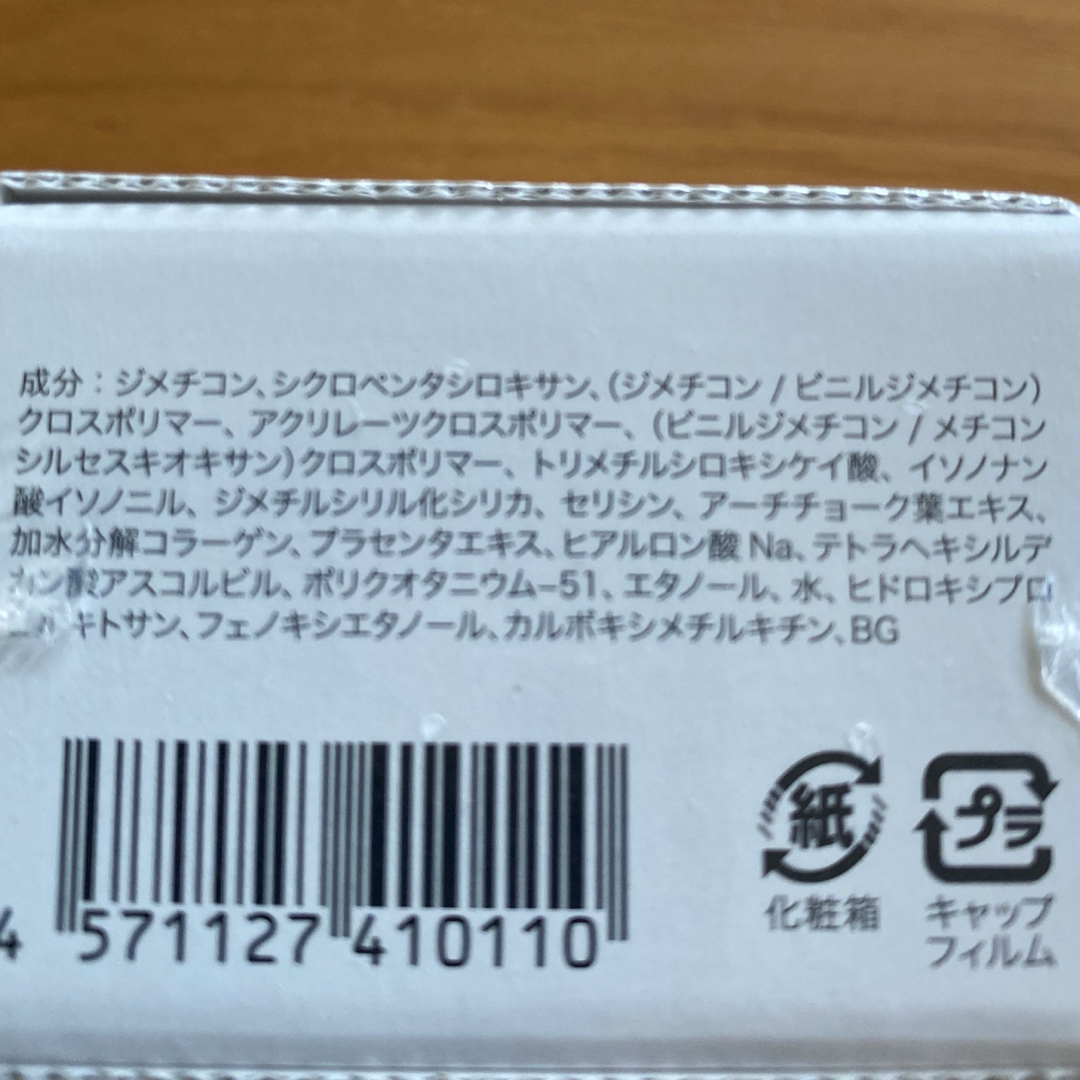 成分：ジメチコン、シクロペンタシロキサン、（ジメチコン / ビニルジメチコン）
クロスポリマー、アクリレーツクロスポリマー、（ビニルジメチコン / メチコン
シルセスキオキサン）クロスポリマー、トリメチルシロキシケイ酸、イソノナン
酸イソノニル、ジメチルシリル化シリカ、セリシン、アーチチョーク葉エキス、
加水分解コラーゲン、プラセンタエキス、ヒアルロン酸 Na、テトラヘキシルデ
カン酸アスコルビル、ポリクオタニウム−51、エタノール、水、ヒドロキシプロ
キトサン、フェノキシエタノール、カルボキシメチルキチン、BG
4 571127 410110
紙
化粧箱
プラ
キャップ
フィルム